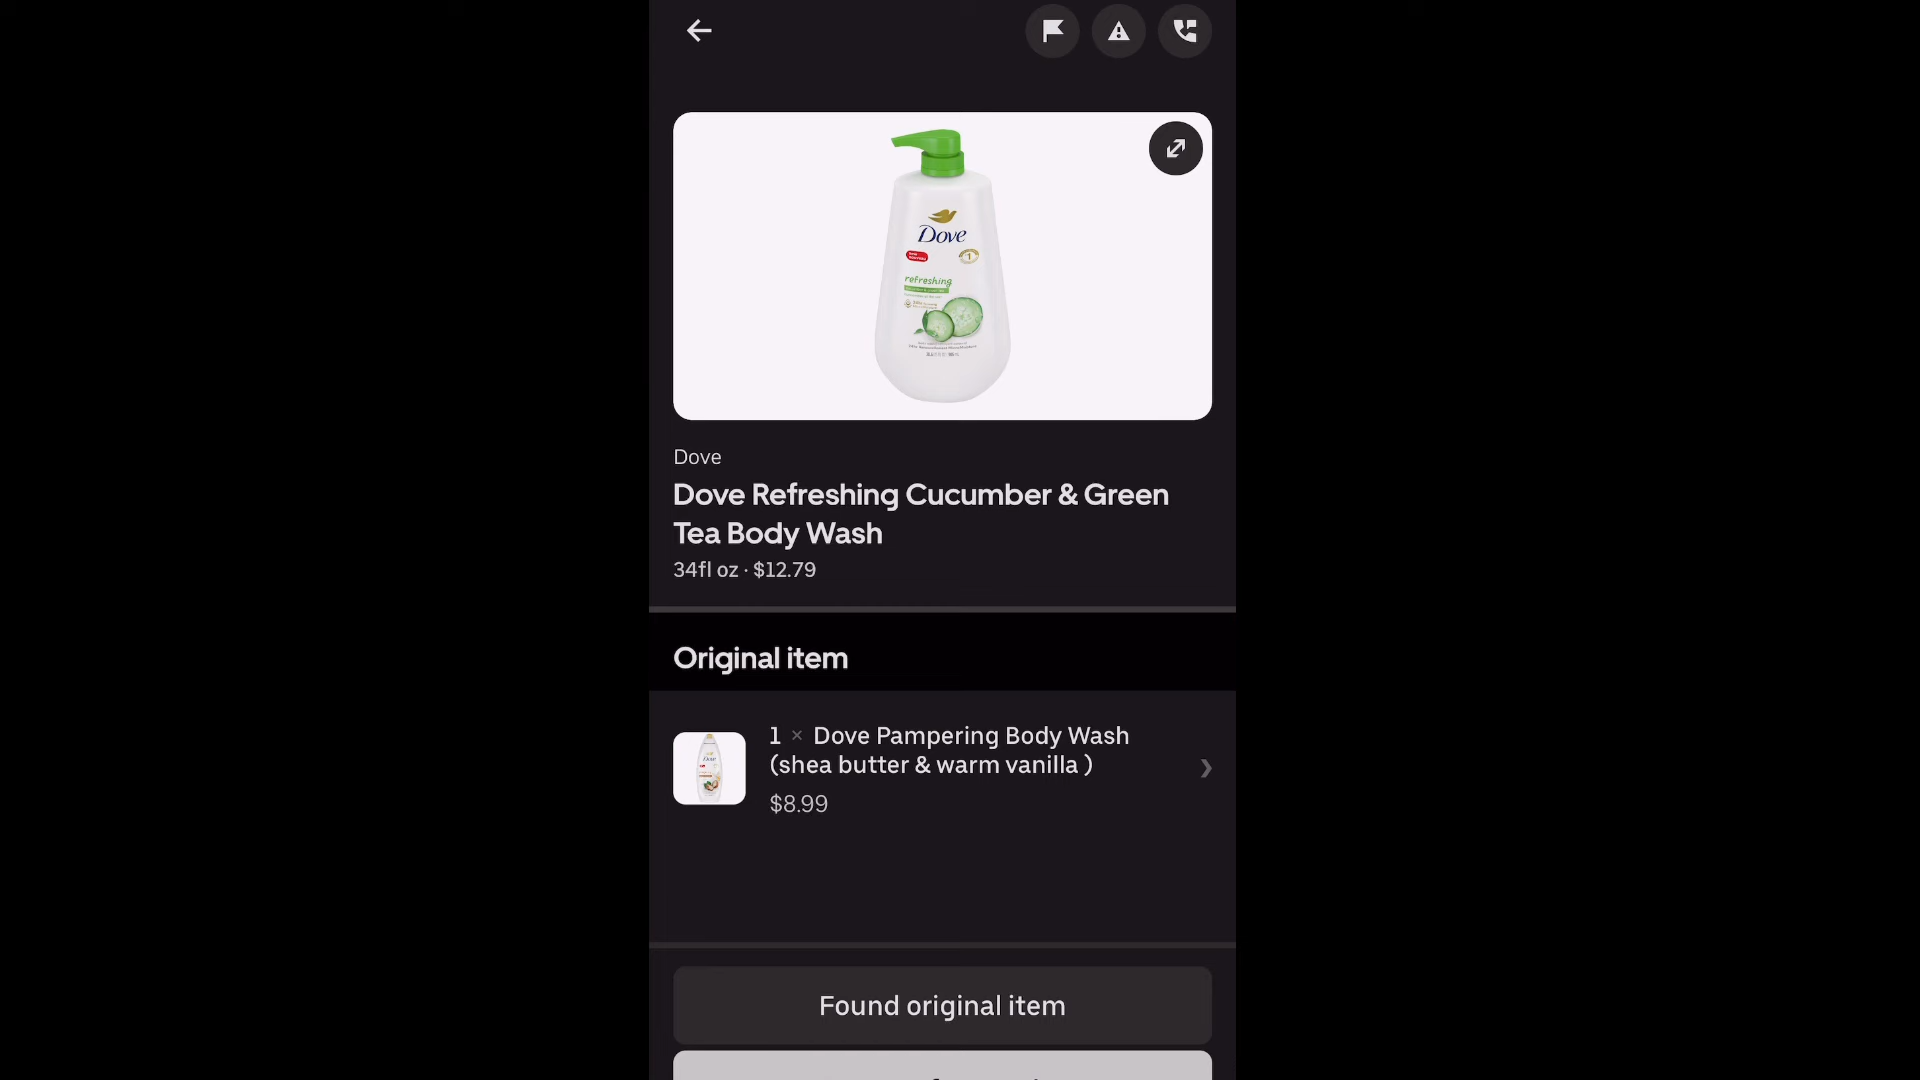 Dove
refreshing
Dove
Dove Refreshing Cucumber & Green
Tea Body Wash
34fl oz · $12.79
Original item
1 × Dove Pampering Body Wash
(shea butter & warm vanilla )
$8.99
Found original item